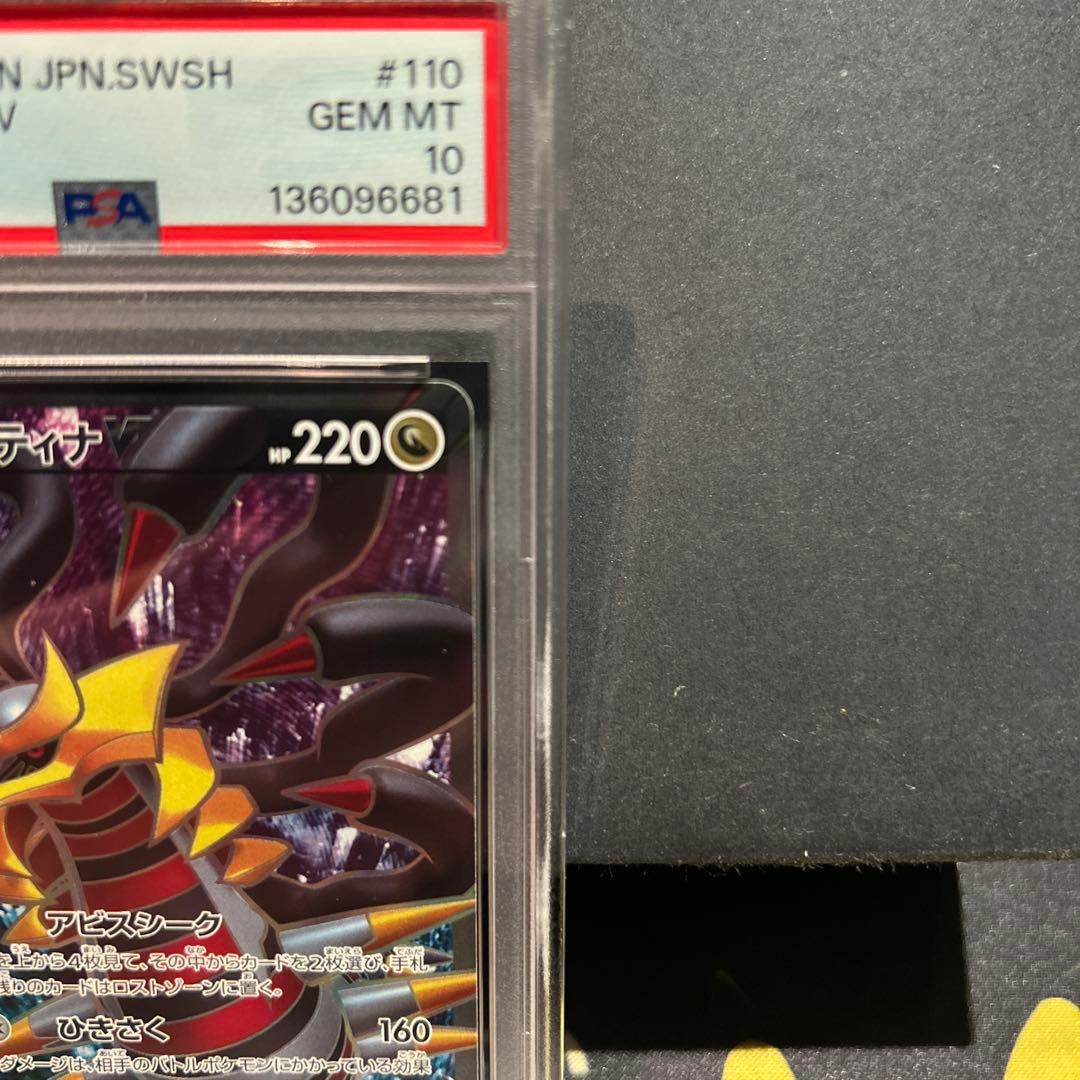 N JPN.SWSH #110
GEM MT
10
PSA 136096681
ティナV
HP220
アビスシーク
を上から4枚見て、その中からカードを2枚選び、手札
残りのカードはロストゾーンに置く。
ひきさく 160
ダメージは、相手のバトルポケモンにかかっている効果